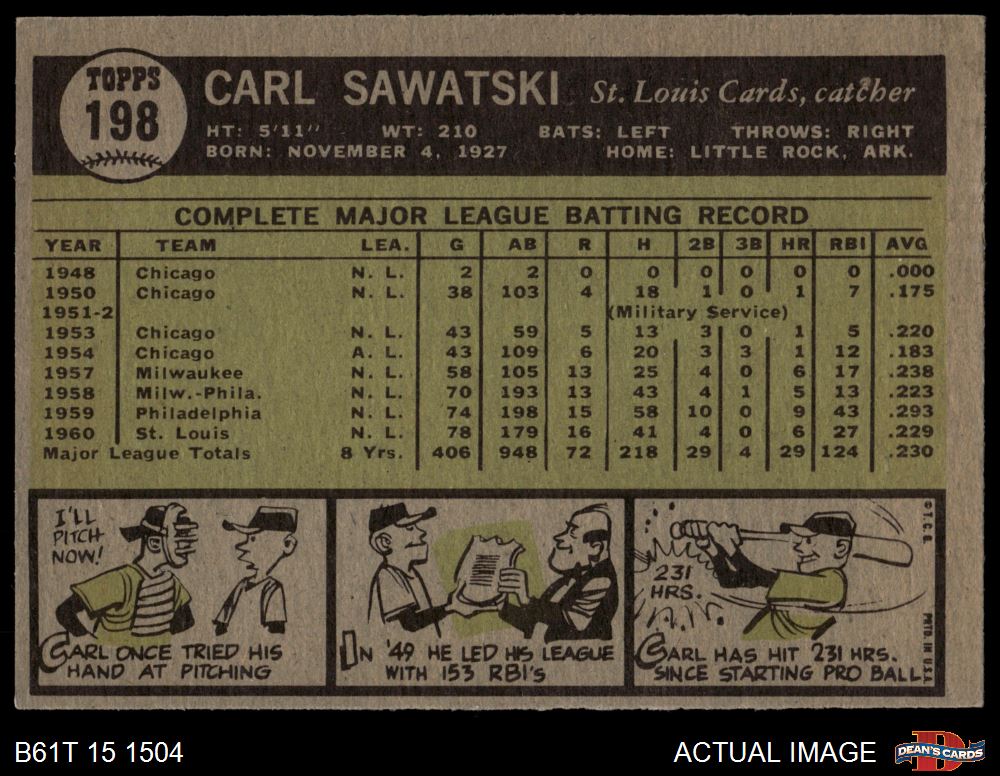 TOPPS
198
CARL SAWATSKI St. Louis Cards, catcher
HT: 5'11" WT: 210 BATS: LEFT THROWS: RIGHT
BORN: NOVEMBER 4, 1927 HOME: LITTLE ROCK, ARK.
COMPLETE MAJOR LEAGUE BATTING RECORD
YEAR TEAM LEA. G AB R H 2B 3B HR RBI AVG
1948 Chicago N. L. 2 2 0 0 0 0 0 0 .000
1950 Chicago N. L. 38 103 4 18 1 0 1 7 .175
1951-2 (Military Service)
1953 Chicago N. L. 43 59 5 13 3 0 1 5 .220
1954 Chicago A. L. 43 109 6 20 3 3 1 12 .183
1957 Milwaukee N. L. 58 105 13 25 4 0 6 17 .238
1958 Milw.-Phila. N. L. 70 193 13 43 4 1 5 13 .223
1959 Philadelphia N. L. 74 198 15 58 10 0 9 43 .293
1960 St. Louis N. L. 78 179 16 41 4 0 6 27 .229
Major League Totals 8 Yrs. 406 948 72 218 29 4 29 124 .230
I'LL
PITCH
NOW!
CARL ONCE TRIED HIS
HAND AT PITCHING
IN '49 HE LED HIS LEAGUE
WITH 153 RBI'S
231
HRS.
CARL HAS HIT 231 HRS.
SINCE STARTING PRO BALL!
© T. C. G.
PRTD. IN U.S.A.
B61T 15 1504
ACTUAL IMAGE
DEAN'S CARDS